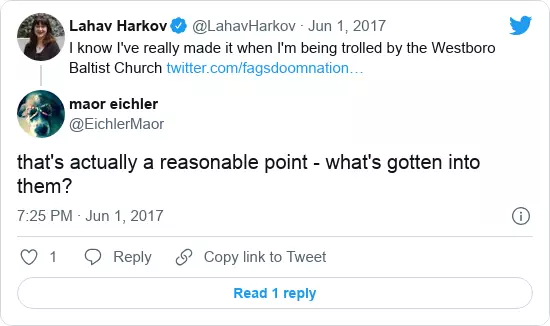 Lahav Harkov @LahavHarkov · Jun 1, 2017
I know I've really made it when I'm being trolled by the Westboro
Baltist Church twitter.com/fagsdoomnation…
maor eichler
@EichlerMaor
that's actually a reasonable point - what's gotten into
them?
7:25 PM · Jun 1, 2017
1 Reply Copy link to Tweet
Read 1 reply